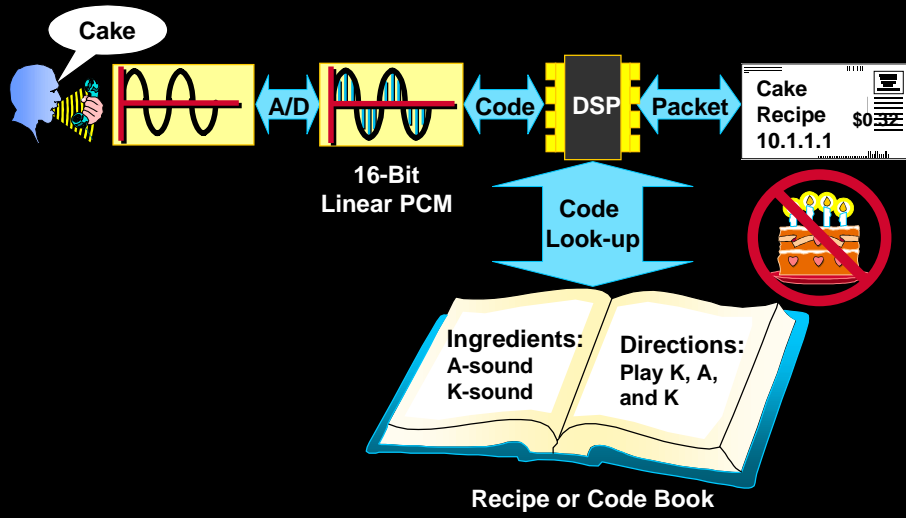 Cake
A/D
Code
DSP
Packet
Cake
Recipe
10.1.1.1
$0.32
16-Bit
Linear PCM
Code
Look-up
Ingredients:
A-sound
K-sound
Directions:
Play K, A,
and K
Recipe or Code Book